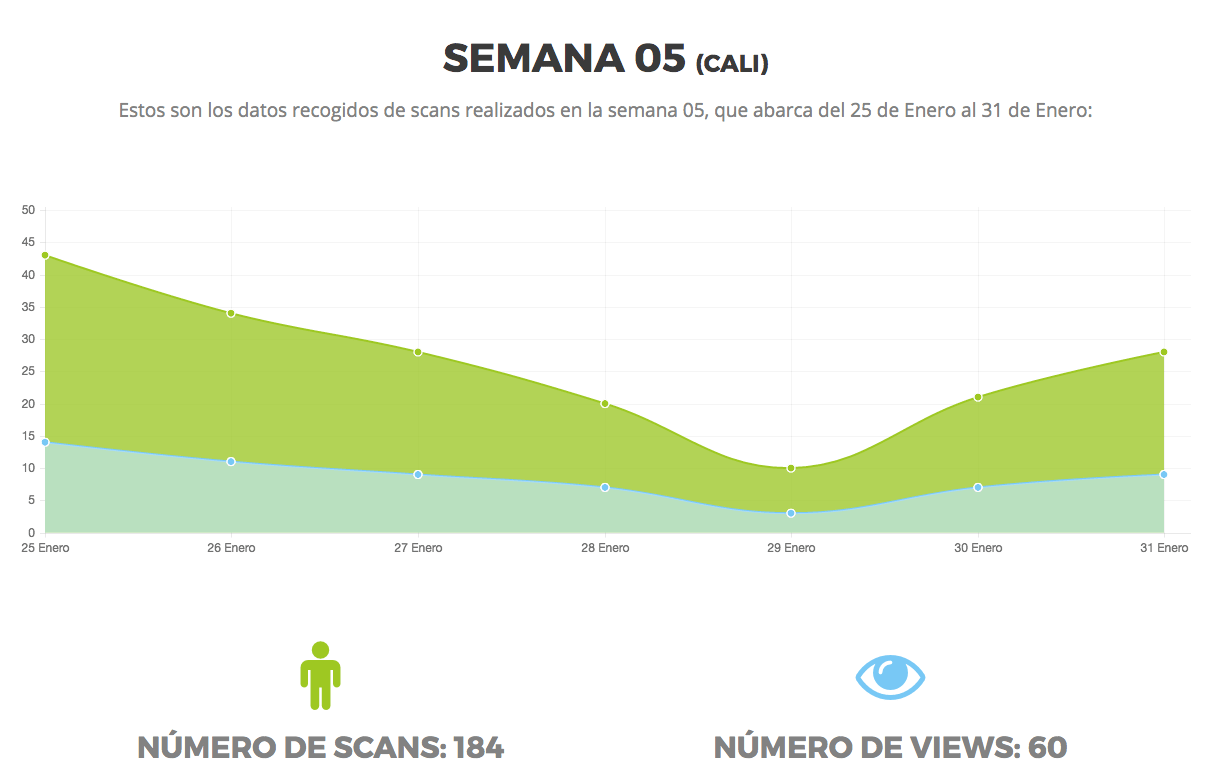 SEMANA 05 (CALI)
Estos son los datos recogidos de scans realizados en la semana 05, que abarca del 25 de Enero al 31 de Enero:
50
45
40
35
30
25
20
15
10
5
0
25 Enero 26 Enero 27 Enero 28 Enero 29 Enero 30 Enero 31 Enero
NÚMERO DE SCANS: 184 NÚMERO DE VIEWS: 60